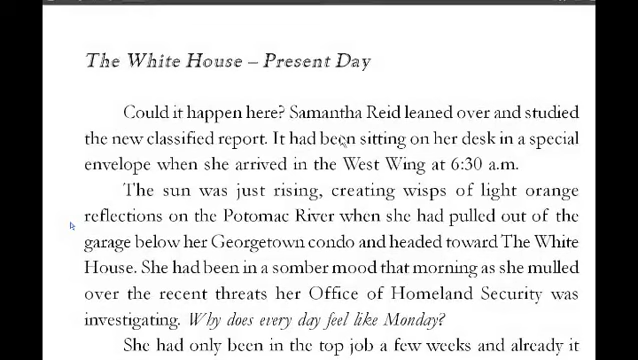 The White House – Present Day
Could it happen here? Samantha Reid leaned over and studied
the new classified report. It had been sitting on her desk in a special
envelope when she arrived in the West Wing at 6:30 a.m.
The sun was just rising, creating wisps of light orange
reflections on the Potomac River when she had pulled out of the
garage below her Georgetown condo and headed toward The White
House. She had been in a somber mood that morning as she mulled
over the recent threats her Office of Homeland Security was
investigating. Why does every day feel like Monday?
She had only been in the top job a few weeks and already it